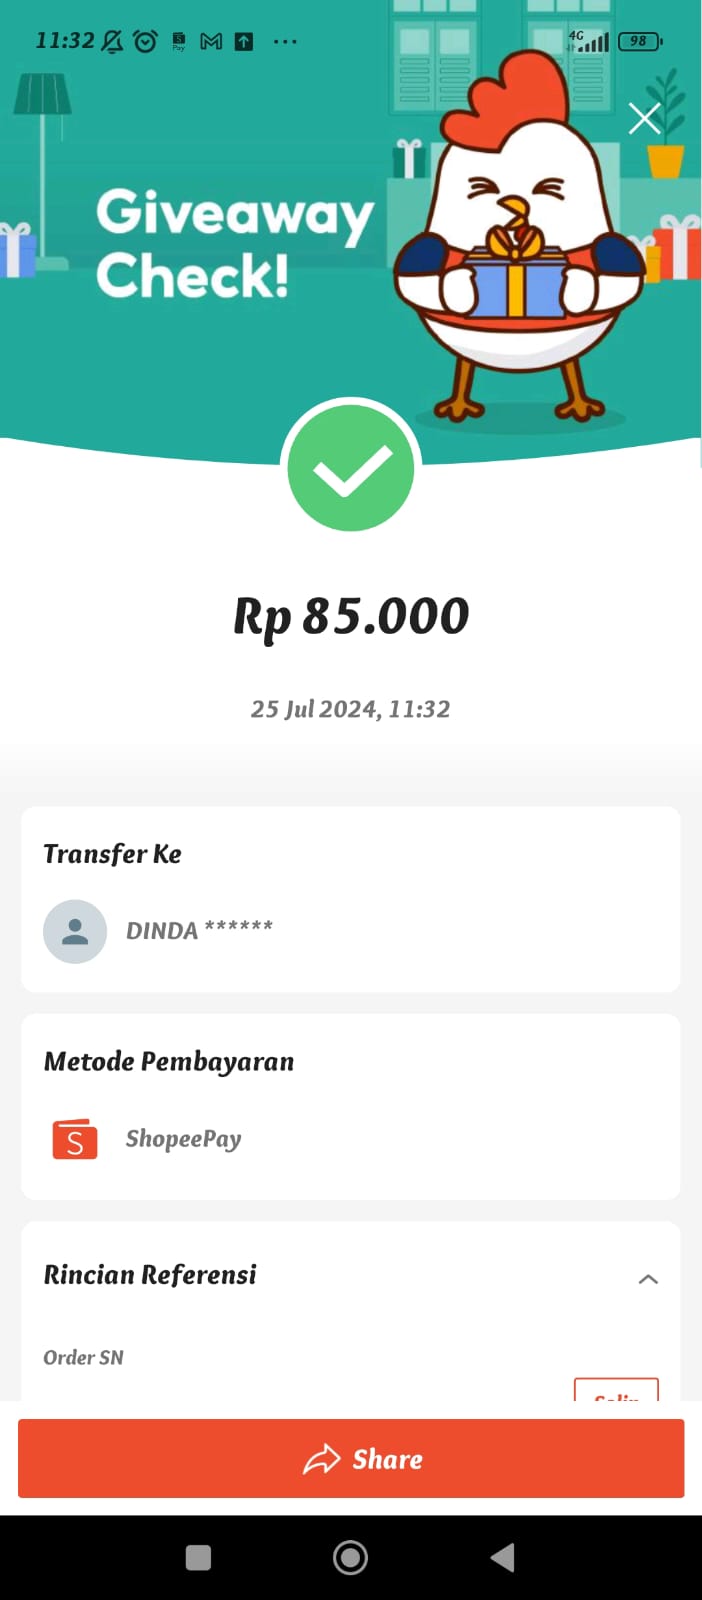 11:32
Pay
4G
98
Giveaway
Check!
Rp 85.000
25 Jul 2024, 11:32
Transfer Ke
DINDA ******
Metode Pembayaran
S
ShopeePay
Rincian Referensi
Order SN
Share